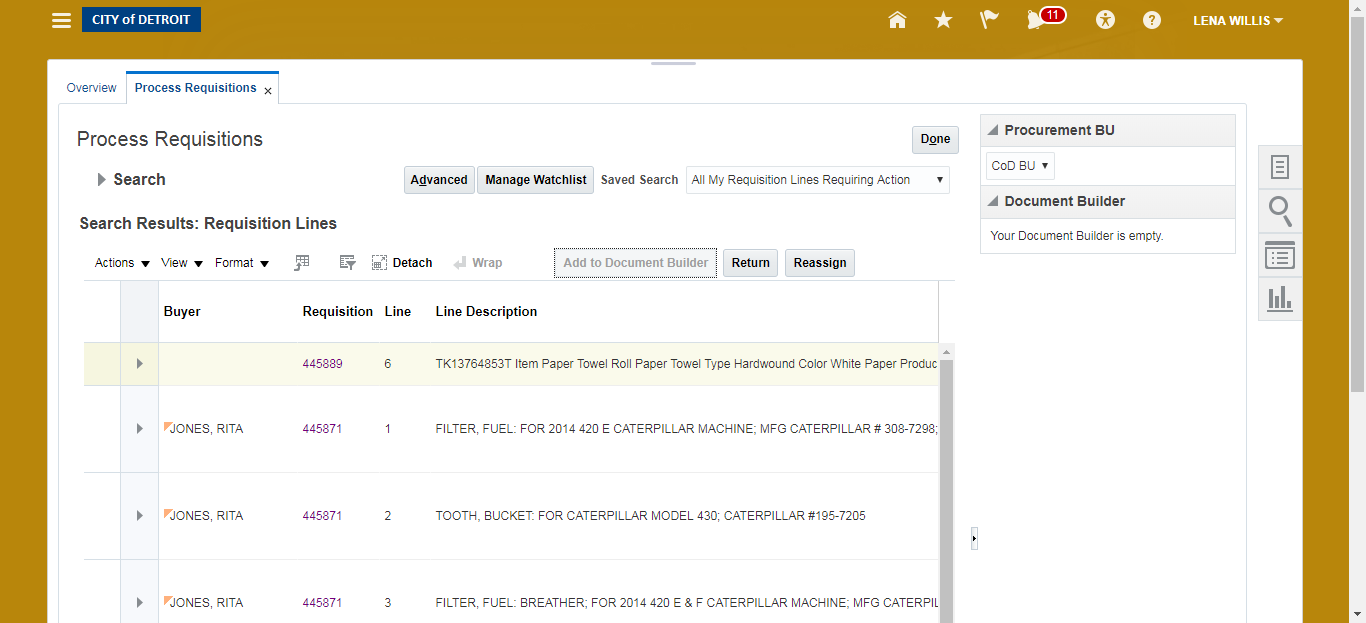 CITY of DETROIT
11
LENA WILLIS
Overview
Process Requisitions x
Process Requisitions
Done
Search
Advanced
Manage Watchlist
Saved Search
All My Requisition Lines Requiring Action
Search Results: Requisition Lines
Actions
View
Format
Detach
Wrap
Add to Document Builder
Return
Reassign
Buyer Requisition Line Line Description
445889 6 TK13764853T Item Paper Towel Roll Paper Towel Type Hardwound Color White Paper Produc
JONES, RITA 445871 1 FILTER, FUEL: FOR 2014 420 E CATERPILLAR MACHINE; MFG CATERPILLAR # 308-7298;
JONES, RITA 445871 2 TOOTH, BUCKET: FOR CATERPILLAR MODEL 430; CATERPILLAR #195-7205
JONES, RITA 445871 3 FILTER, FUEL: BREATHER; FOR 2014 420 E & F CATERPILLAR MACHINE; MFG CATERPIL
Procurement BU
CoD BU
Document Builder
Your Document Builder is empty.